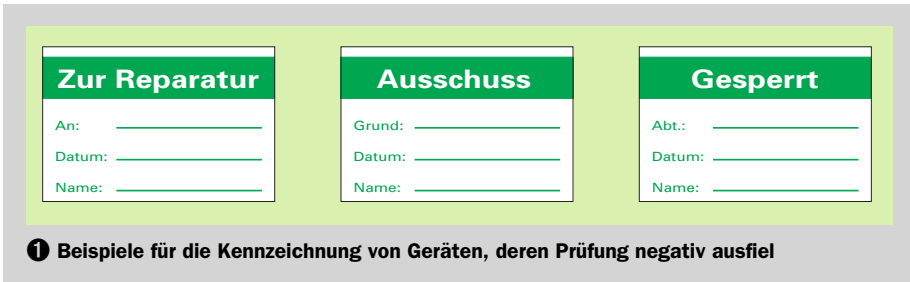 Zur Reparatur
An:
Datum:
Name:
Ausschuss
Grund:
Datum:
Name:
Gesperrt
Abt.:
Datum:
Name:
❶ Beispiele für die Kennzeichnung von Geräten, deren Prüfung negativ ausfiel